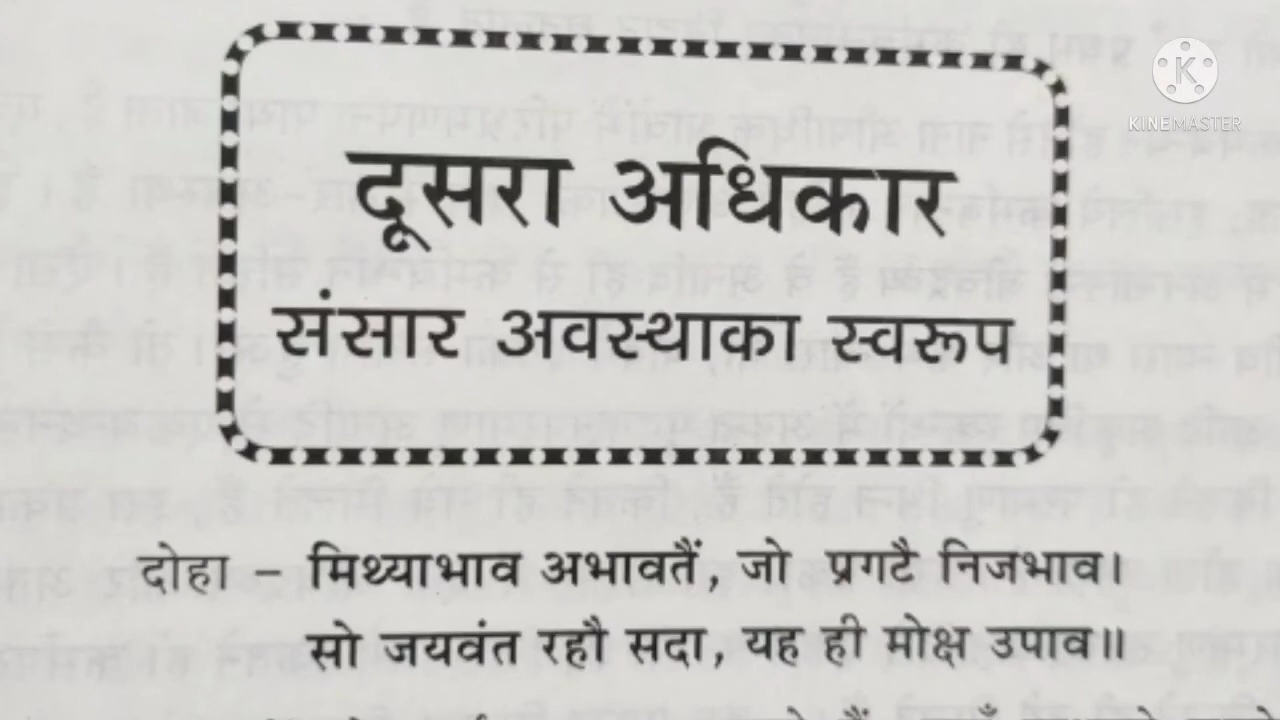 KINEMASTER
दूसरा अधिकार
संसार अवस्थाका स्वरूप
दोहा – मिथ्याभाव अभावतैं, जो प्रगटै निजभाव।
सो जयवंत रहौ सदा, यह ही मोक्ष उपाव॥